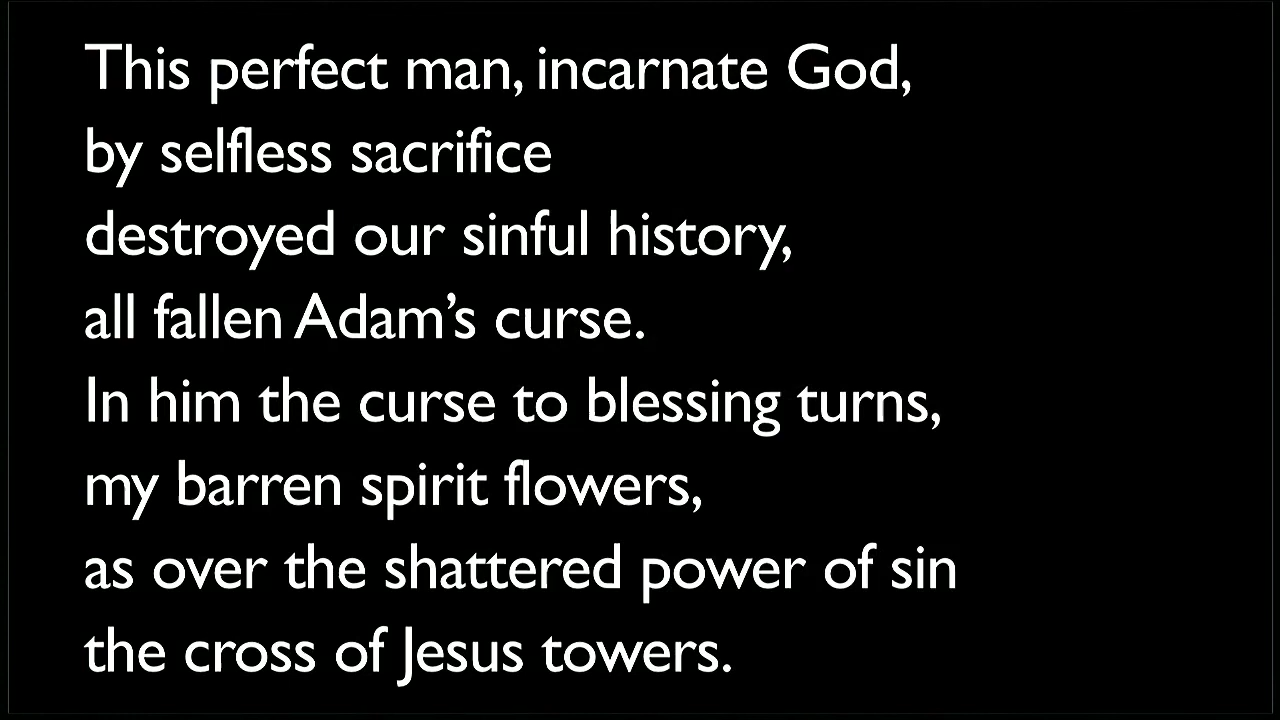 This perfect man, incarnate God,
by selfless sacrifice
destroyed our sinful history,
all fallen Adam’s curse.
In him the curse to blessing turns,
my barren spirit flowers,
as over the shattered power of sin
the cross of Jesus towers.